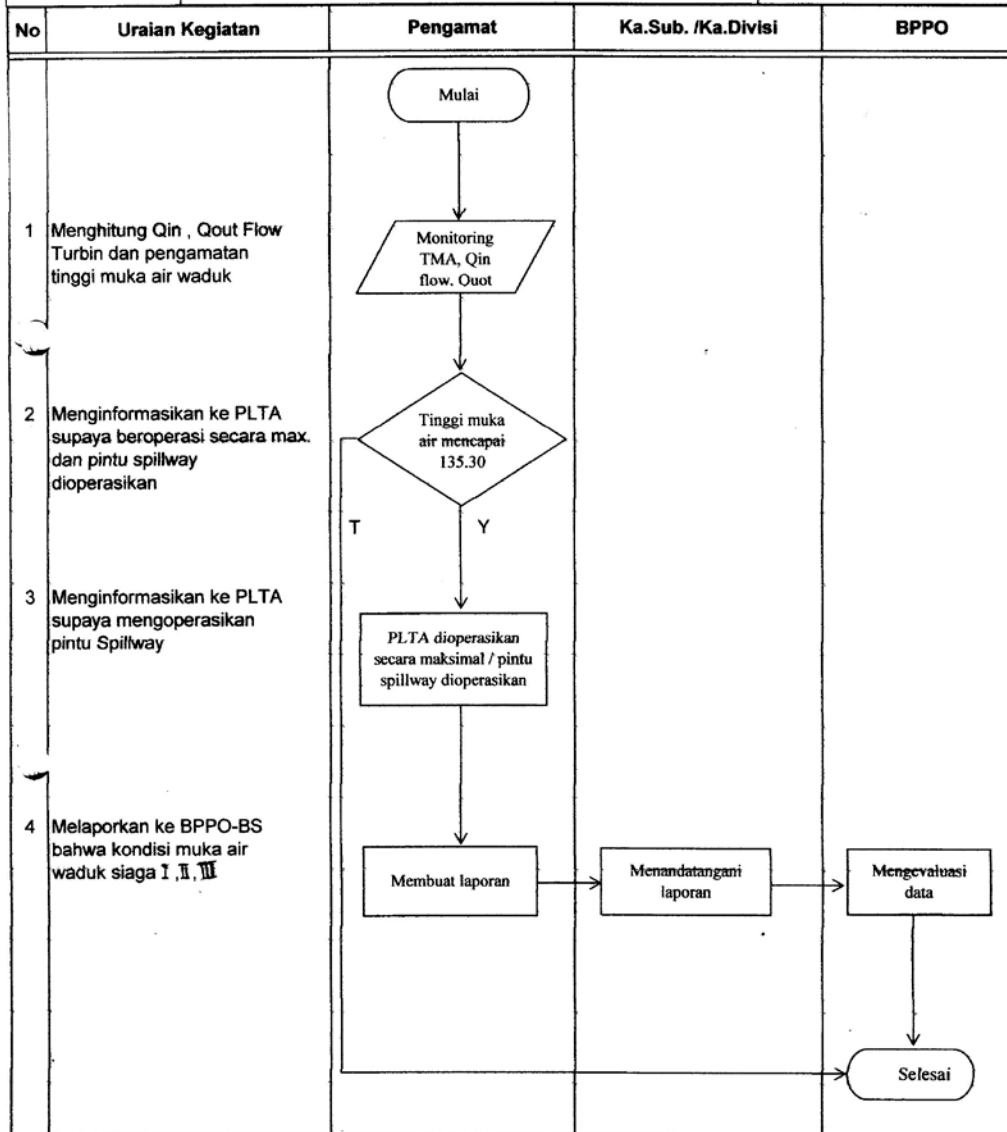 No Uraian Kegiatan Pengamat Ka.Sub. /Ka.Divisi BPPO
Mulai
1 Menghitung Qin , Qout Flow
Turbin dan pengamatan
tinggi muka air waduk
Monitoring
TMA, Qin
flow. Quot
2 Menginformasikan ke PLTA
supaya beroperasi secara max.
dan pintu spillway
dioperasikan
Tinggi muka
air mencapai
135.30
T Y
3 Menginformasikan ke PLTA
supaya mengoperasikan
pintu Spillway
PLTA dioperasikan
secara maksimal / pintu
spillway dioperasikan
4 Melaporkan ke BPPO-BS
bahwa kondisi muka air
waduk siaga I ,II, III
Membuat laporan
Menandatangani
laporan
Mengevaluasi
data
Selesai